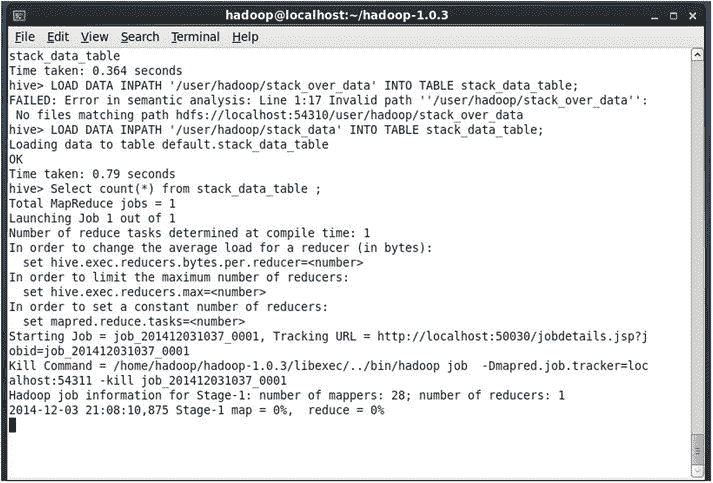 hadoop@localhost:~/hadoop-1.0.3
File Edit View Search Terminal Help
stack_data_table
Time taken: 0.364 seconds
hive> LOAD DATA INPATH '/user/hadoop/stack_over_data' INTO TABLE stack_data_table;
FAILED: Error in semantic analysis: Line 1:17 Invalid path ''/user/hadoop/stack_over_data'':
 No files matching path hdfs://localhost:54310/user/hadoop/stack_over_data
hive> LOAD DATA INPATH '/user/hadoop/stack_data' INTO TABLE stack_data_table;
Loading data to table default.stack_data_table
OK
Time taken: 0.79 seconds
hive> Select count(*) from stack_data_table ;
Total MapReduce jobs = 1
Launching Job 1 out of 1
Number of reduce tasks determined at compile time: 1
In order to change the average load for a reducer (in bytes):
  set hive.exec.reducers.bytes.per.reducer=<number>
In order to limit the maximum number of reducers:
  set hive.exec.reducers.max=<number>
In order to set a constant number of reducers:
  set mapred.reduce.tasks=<number>
Starting Job = job_201412031037_0001, Tracking URL = http://localhost:50030/jobdetails.jsp?j
obid=job_201412031037_0001
Kill Command = /home/hadoop/hadoop-1.0.3/libexec/../bin/hadoop job  -Dmapred.job.tracker=loc
alhost:54311 -kill job_201412031037_0001
Hadoop job information for Stage-1: number of mappers: 28; number of reducers: 1
2014-12-03 21:08:10,875 Stage-1 map = 0%,  reduce = 0%